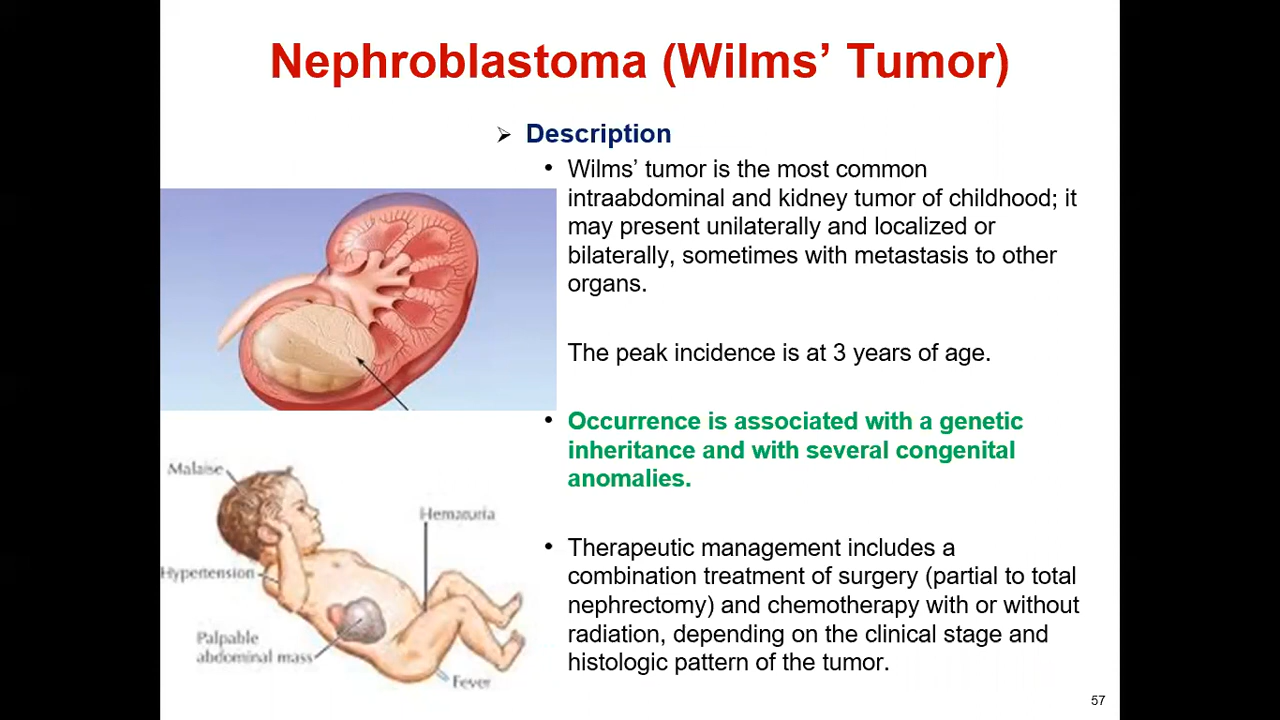 Nephroblastoma (Wilms’ Tumor)
Description
Wilms’ tumor is the most common
intraabdominal and kidney tumor of childhood; it
may present unilaterally and localized or
bilaterally, sometimes with metastasis to other
organs.
The peak incidence is at 3 years of age.
Occurrence is associated with a genetic
inheritance and with several congenital
anomalies.
Therapeutic management includes a
combination treatment of surgery (partial to total
nephrectomy) and chemotherapy with or without
radiation, depending on the clinical stage and
histologic pattern of the tumor.
Malaise
Hematuria
Hypertension
Palpable
abdominal mass
Fever
57